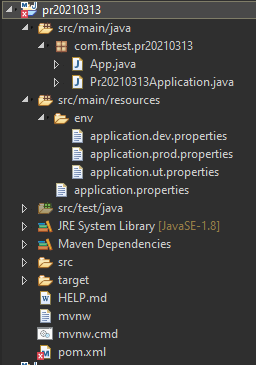 pr20210313
src/main/java
com.fbtest.pr20210313
App.java
Pr20210313Application.java
src/main/resources
env
application.dev.properties
application.prod.properties
application.ut.properties
application.properties
src/test/java
JRE System Library [JavaSE-1.8]
Maven Dependencies
src
target
HELP.md
mvnw
mvnw.cmd
pom.xml